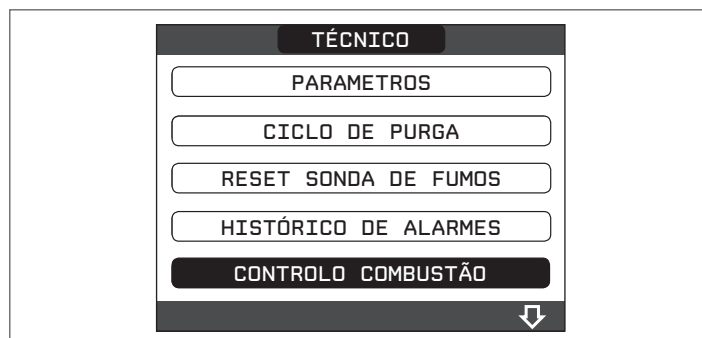 TÉCNICO
PARAMETROS
CICLO DE PURGA
RESET SONDA DE FUMOS
HISTÓRICO DE ALARMES
CONTROLO COMBUSTÃO